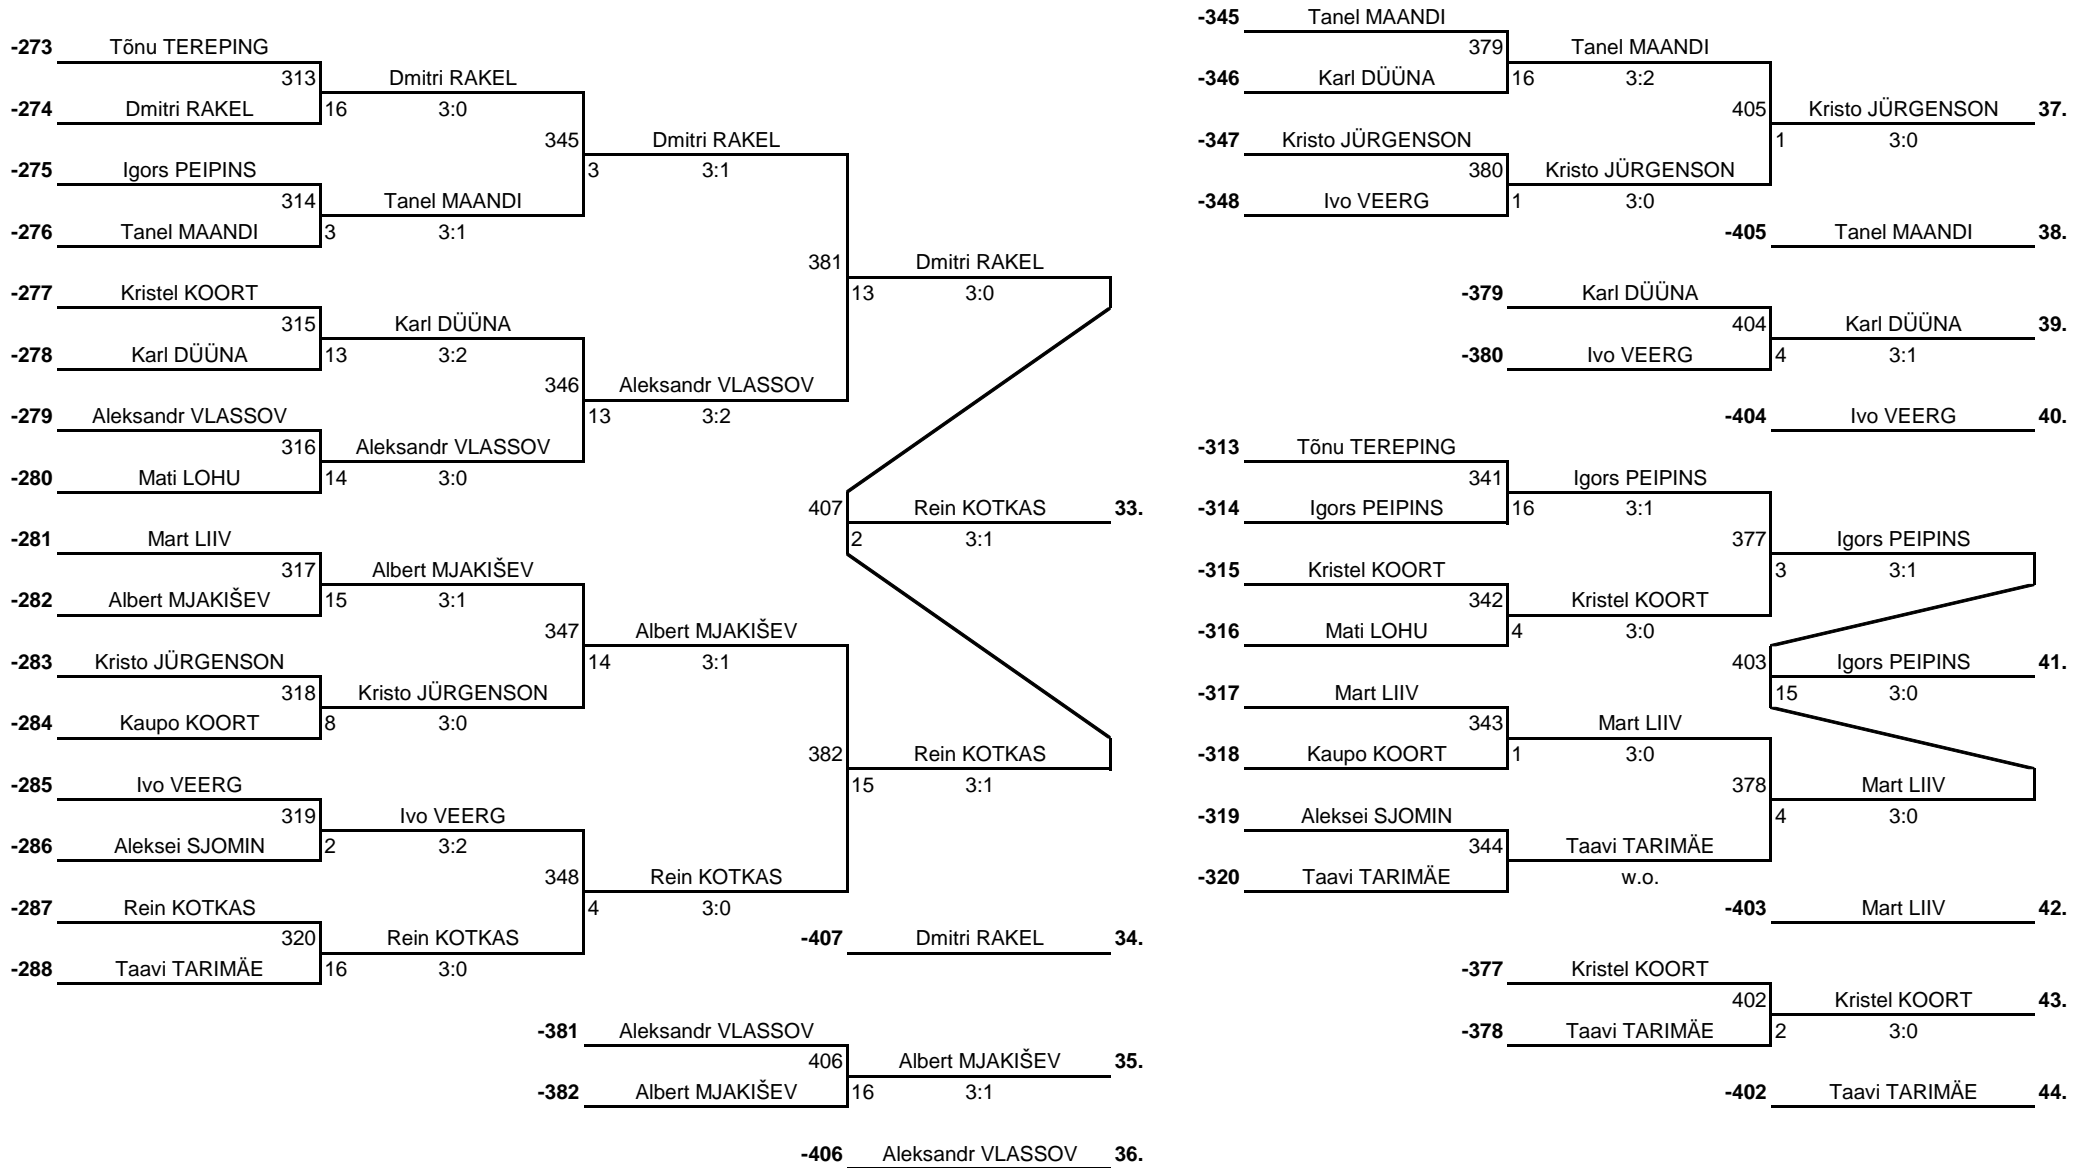 -273 Tõnu TEREPING
313 Dmitri RAKEL
-274 Dmitri RAKEL 16 3:0
345 Dmitri RAKEL
-275 Igors PEIPINS 3 3:1
314 Tanel MAANDI
-276 Tanel MAANDI 3 3:1
381 Dmitri RAKEL
-277 Kristel KOORT 13 3:0
315 Karl DÜÜNA
-278 Karl DÜÜNA 13 3:2
346 Aleksandr VLASSOV
-279 Aleksandr VLASSOV 13 3:2
316 Aleksandr VLASSOV
-280 Mati LOHU 14 3:0
407 Rein KOTKAS 33.
-281 Mart LIIV 2 3:1
317 Albert MJAKIŠEV
-282 Albert MJAKIŠEV 15 3:1
347 Albert MJAKIŠEV
-283 Kristo JÜRGENSON 14 3:1
318 Kristo JÜRGENSON
-284 Kaupo KOORT 8 3:0
382 Rein KOTKAS
-285 Ivo VEERG 15 3:1
319 Ivo VEERG
-286 Aleksei SJOMIN 2 3:2
348 Rein KOTKAS
-287 Rein KOTKAS 4 3:0
320 Rein KOTKAS
-407 Dmitri RAKEL 34.
-288 Taavi TARIMÄE 16 3:0
-381 Aleksandr VLASSOV
406 Albert MJAKIŠEV 35.
-382 Albert MJAKIŠEV 16 3:1
-406 Aleksandr VLASSOV 36.
-345 Tanel MAANDI
379 Tanel MAANDI
-346 Karl DÜÜNA 16 3:2
405 Kristo JÜRGENSON 37.
-347 Kristo JÜRGENSON 1 3:0
380 Kristo JÜRGENSON
-348 Ivo VEERG 1 3:0
-405 Tanel MAANDI 38.
-379 Karl DÜÜNA
404 Karl DÜÜNA 39.
-380 Ivo VEERG 4 3:1
-404 Ivo VEERG 40.
-313 Tõnu TEREPING
341 Igors PEIPINS
-314 Igors PEIPINS 16 3:1
377 Igors PEIPINS
-315 Kristel KOORT 3 3:1
342 Kristel KOORT
-316 Mati LOHU 4 3:0
403 Igors PEIPINS 41.
-317 Mart LIIV 15 3:0
343 Mart LIIV
-318 Kaupo KOORT 1 3:0
378 Mart LIIV
-319 Aleksei SJOMIN 4 3:0
344 Taavi TARIMÄE
-320 Taavi TARIMÄE w.o.
-403 Mart LIIV 42.
-377 Kristel KOORT
402 Kristel KOORT 43.
-378 Taavi TARIMÄE 2 3:0
-402 Taavi TARIMÄE 44.